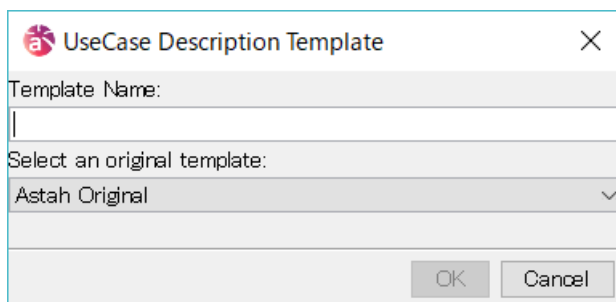 UseCase Description Template
Template Name:
Select an original template:
Astah Original
OK
Cancel